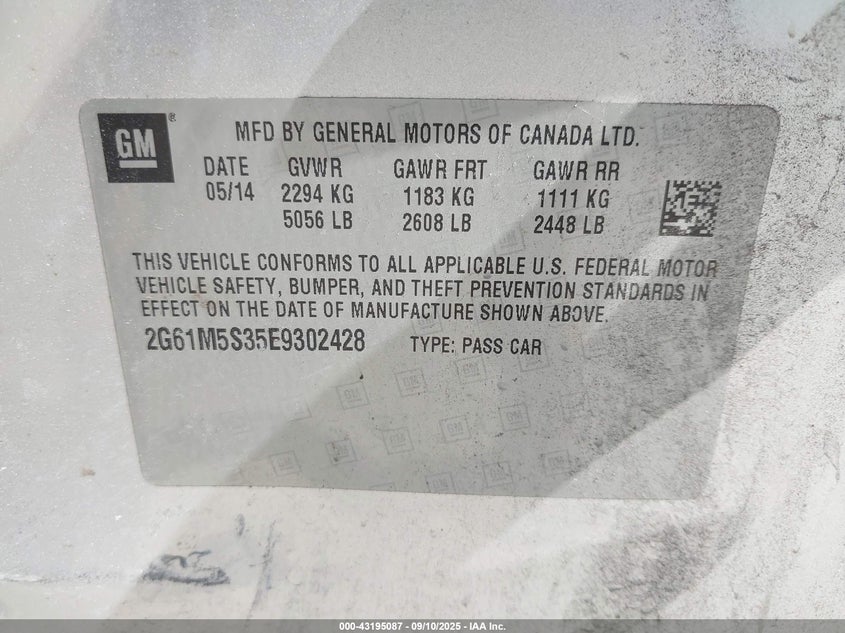 GM®
MFD BY GENERAL MOTORS OF CANADA LTD.
DATE GVWR GAWR FRT GAWR RR
05/14 2294 KG 1183 KG 1111 KG
5056 LB 2608 LB 2448 LB
THIS VEHICLE CONFORMS TO ALL APPLICABLE U.S. FEDERAL MOTOR
VEHICLE SAFETY, BUMPER, AND THEFT PREVENTION STANDARDS IN
EFFECT ON THE DATE OF MANUFACTURE SHOWN ABOVE.
2G61M5S35E9302428 TYPE: PASS CAR
000-43195087 - 09/10/2025 - IAA Inc.